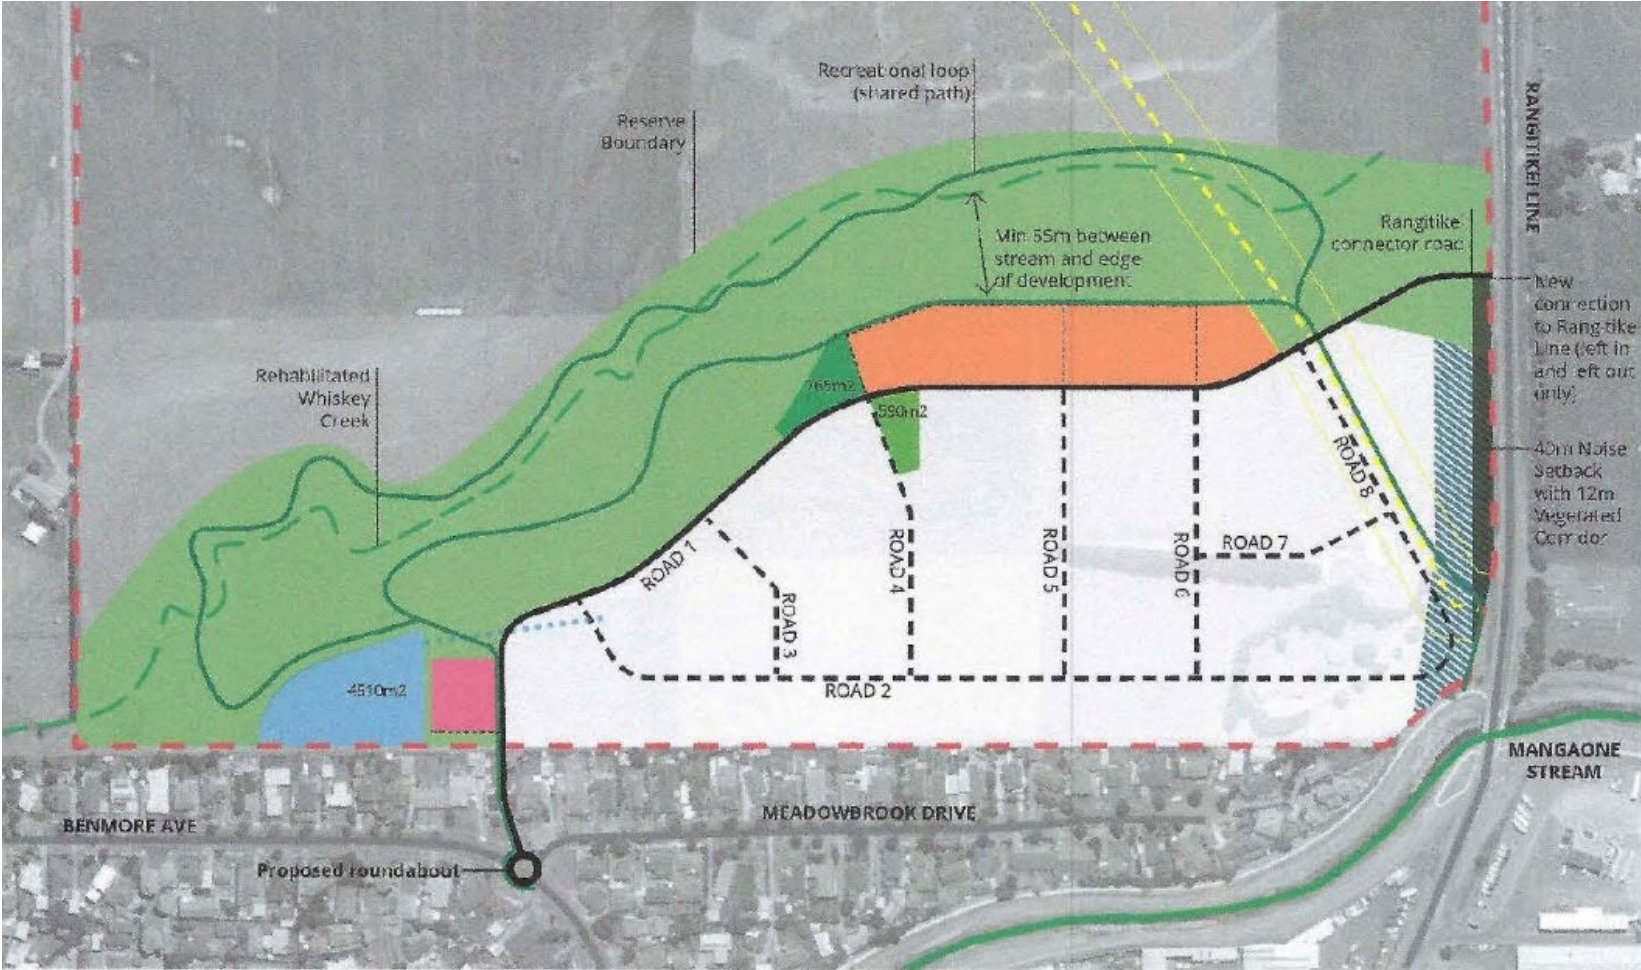 Recreational loop
(shared path)
Reserve
Boundary
RANGITIKEI LINE
Rangitike
connector road
Min 55m between
stream and edge
of development
New
connection
to Rangitike
Line (left in
and left out
only)
Rehabilitated
Whiskey
Creek
765m2
590m2
40m Noise
Setback
with 12m
Vegetated
Corridor
ROAD 8
ROAD 7
ROAD 1
ROAD 4
ROAD 5
ROAD 6
ROAD 3
ROAD 2
4510m2
MANGAONE
STREAM
BENMORE AVE
MEADOWBROOK DRIVE
Proposed roundabout